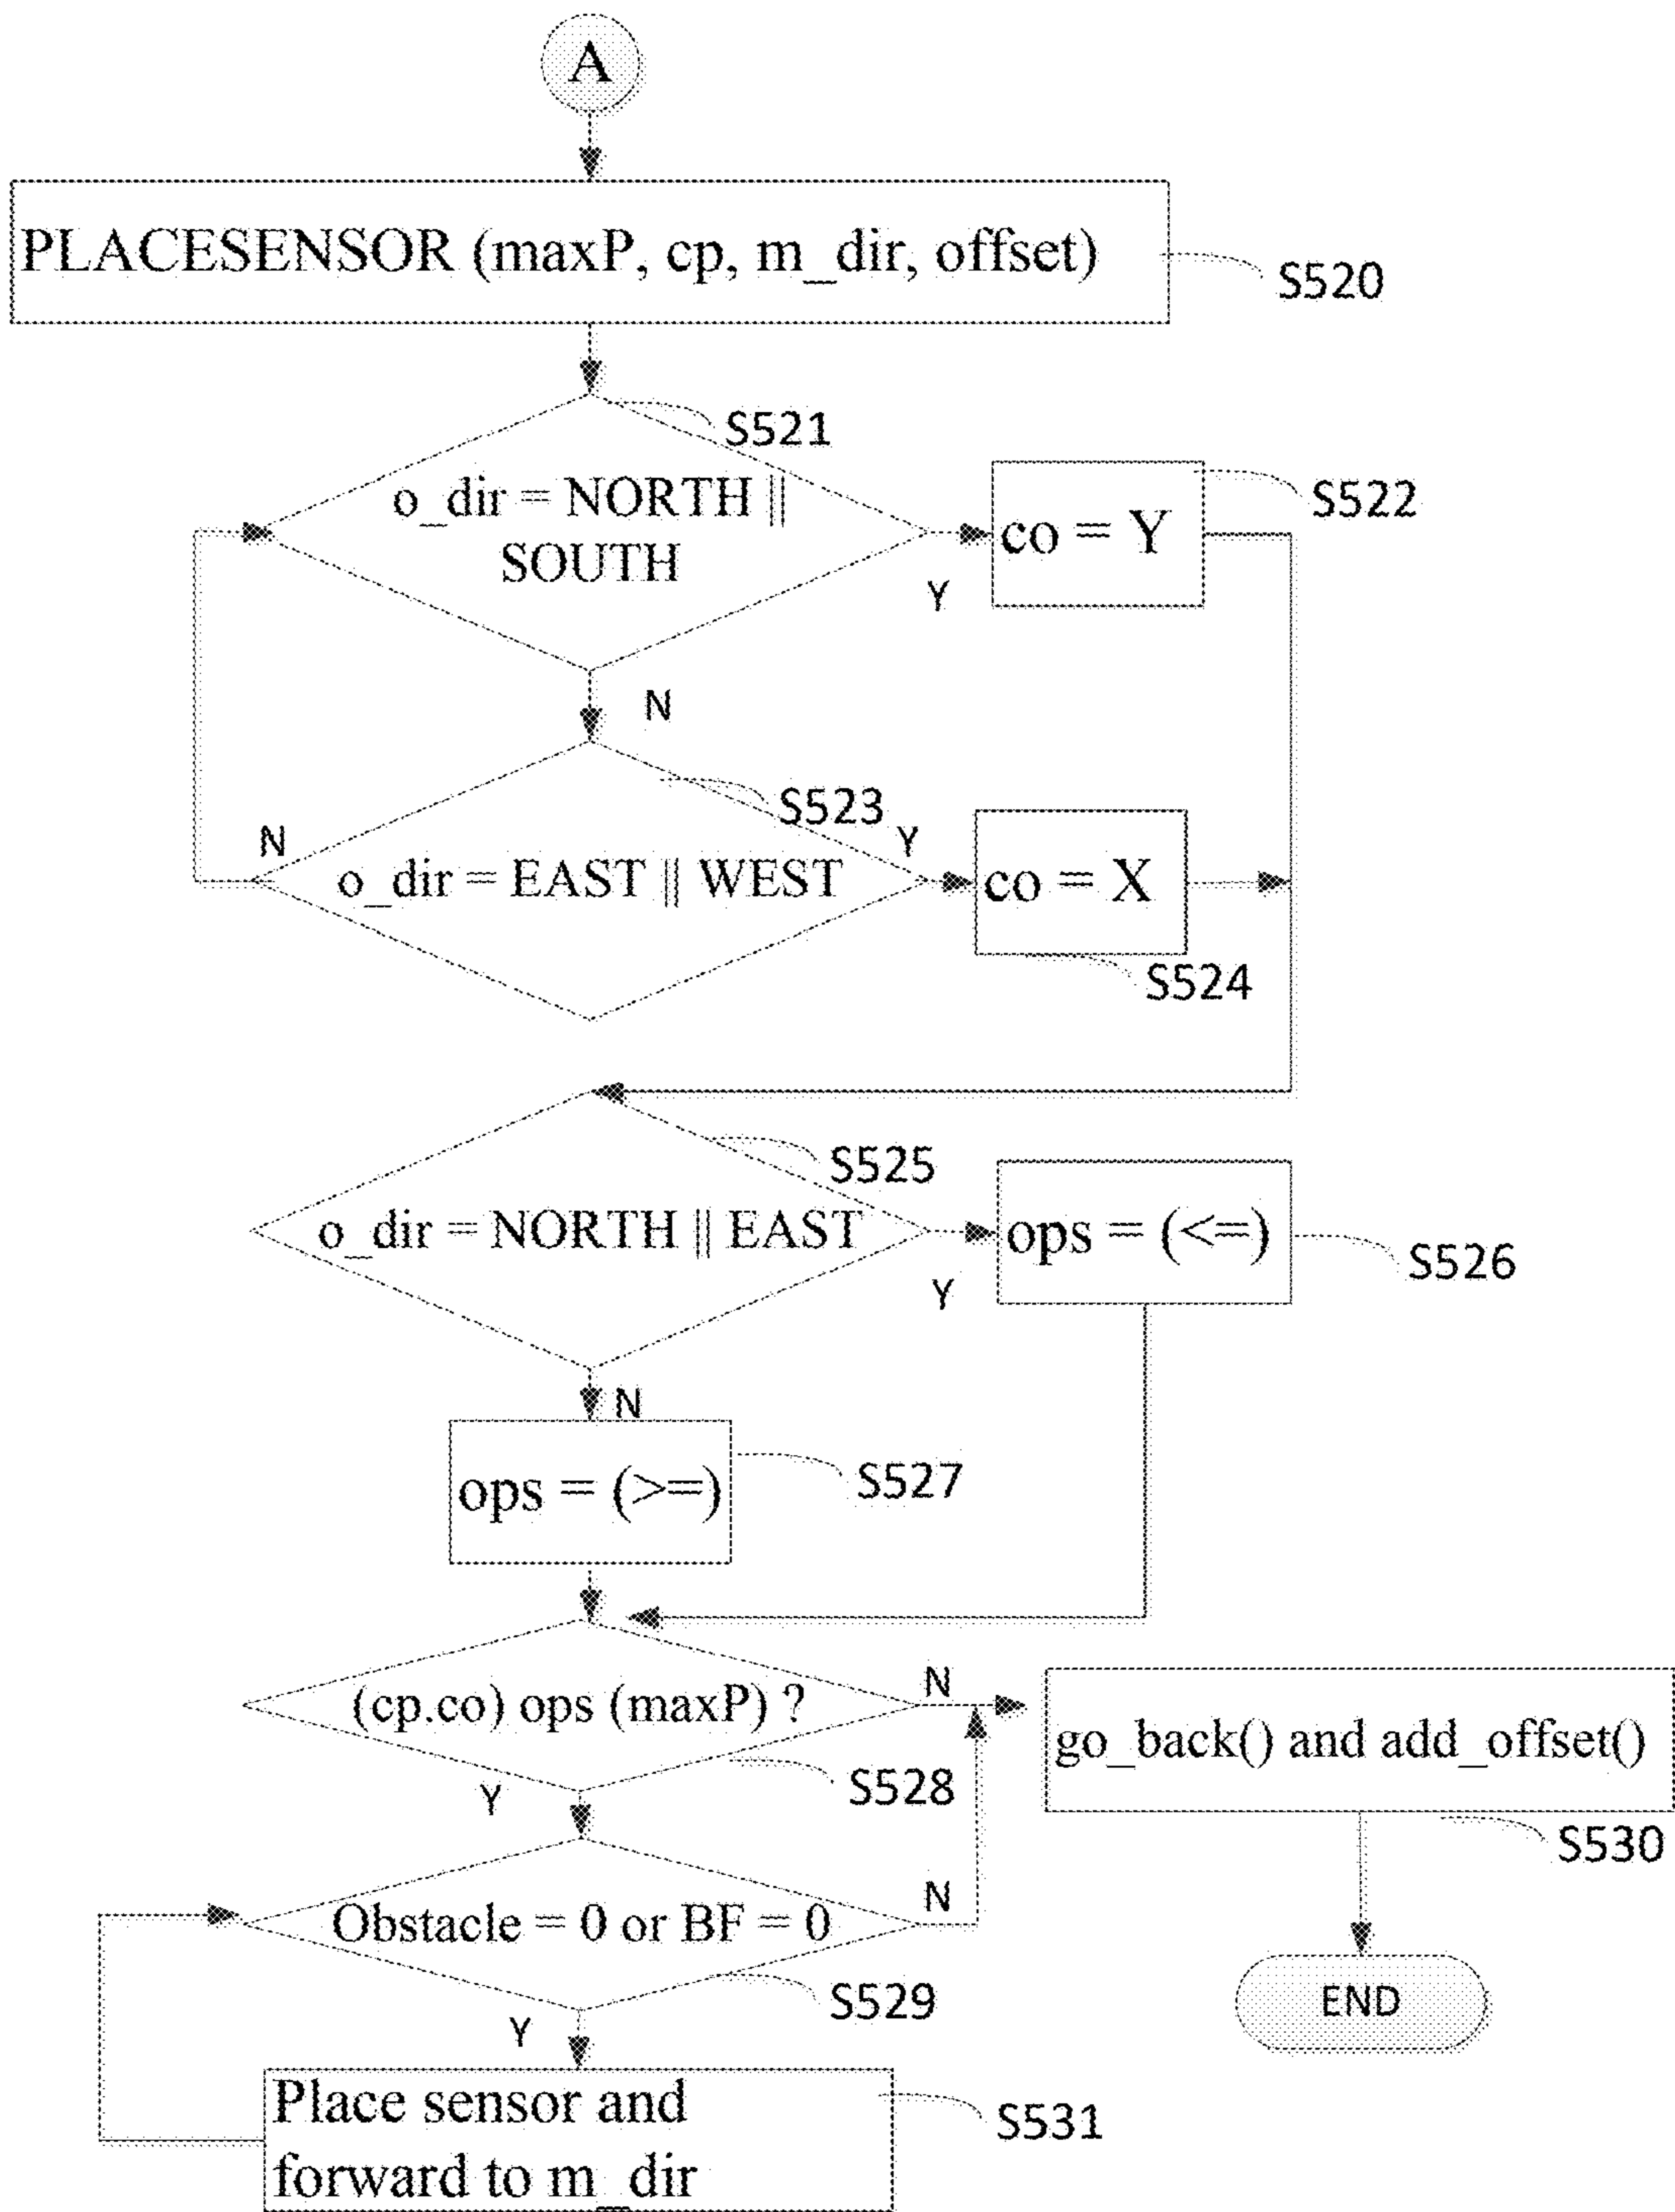 A
PLACESENSOR (maxP, cp, m_dir, offset)
S520
S521
o_dir = NORTH ||
SOUTH
Y
co = Y
S522
N
S523
N
o_dir = EAST || WEST
Y
co = X
S524
S525
o_dir = NORTH || EAST
Y
ops = (<=)
S526
N
ops = (>=)
S527
(cp.co) ops (maxP) ?
N
S528
Y
go_back() and add_offset()
S530
Obstacle = 0 or BF = 0
N
S529
Y
END
Place sensor and
forward to m_dir
S531